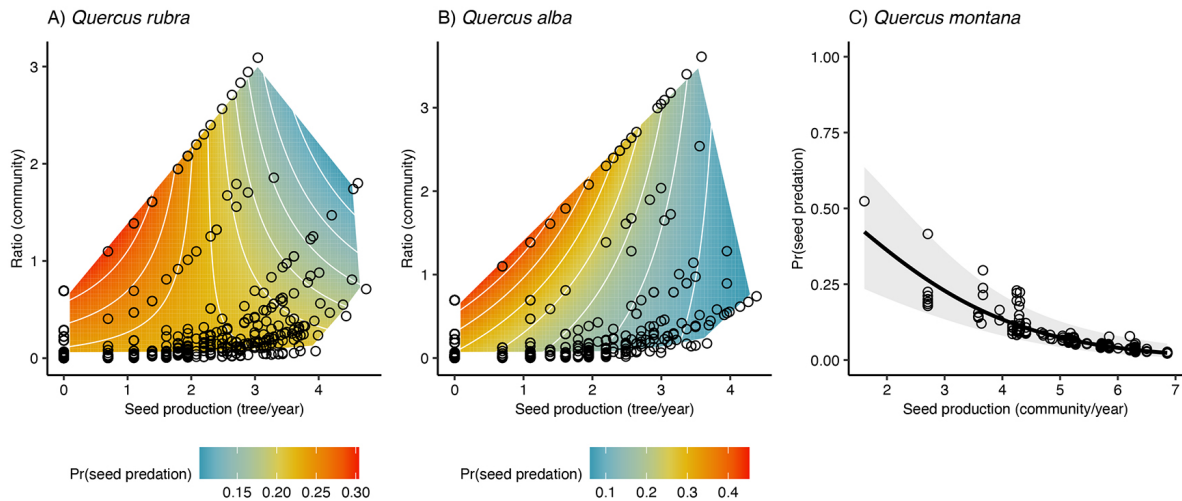 A) Quercus rubra
B) Quercus alba
C) Quercus montana
Ratio (community)
3
2
1
0
0 1 2 3 4
Seed production (tree/year)
Ratio (community)
3
2
1
0
0 1 2 3 4
Seed production (tree/year)
Pr(seed predation)
1.00
0.75
0.50
0.25
0.00
2 3 4 5 6 7
Seed production (community/year)
Pr(seed predation)
0.15 0.20 0.25 0.30
Pr(seed predation)
0.1 0.2 0.3 0.4